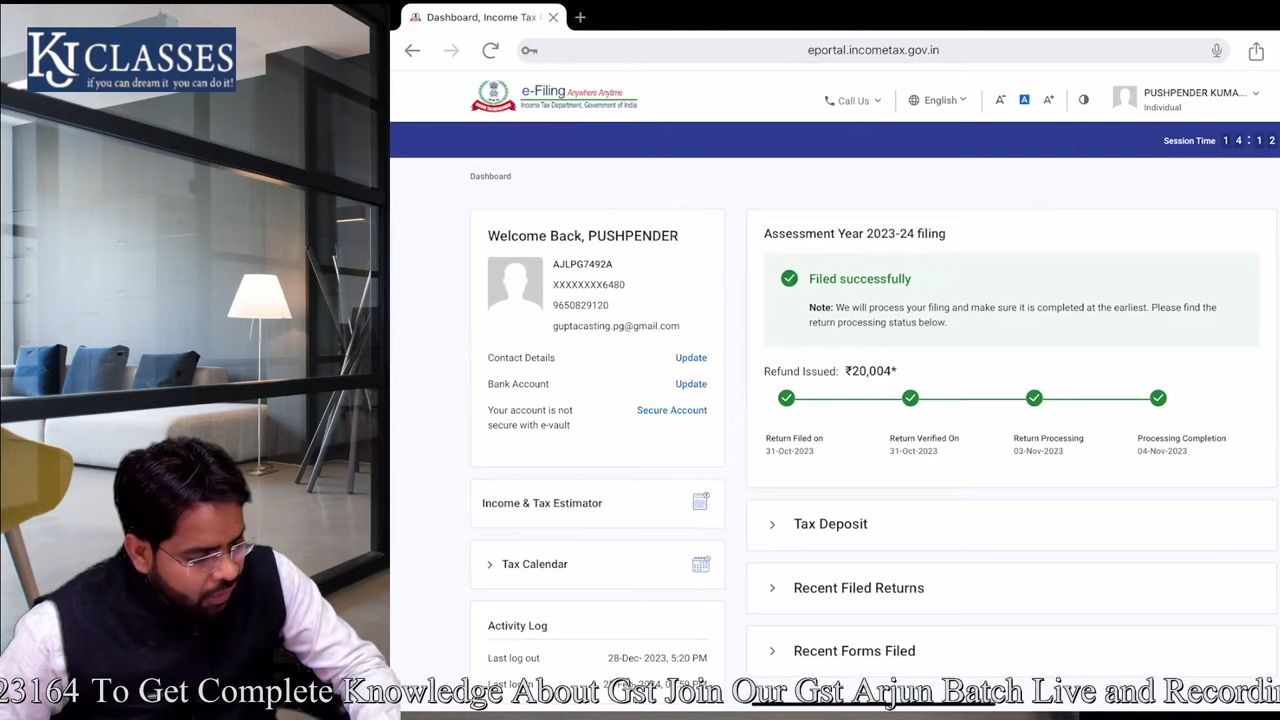 KJ CLASSES
if you can dream it you can do it!
Dashboard, Income Tax
eportal.incometax.gov.in
e-Filing Anywhere Anytime
Income Tax Department, Government of India
Call Us
English
A-
A
A+
PUSHPENDER KUMA...
Individual
Session Time 1 4 : 1 2
Dashboard
Welcome Back, PUSHPENDER
AJLPG7492A
XXXXXXXX6480
9650829120
guptacasting.pg@gmail.com
Contact Details Update
Bank Account Update
Your account is not
secure with e-vault
Secure Account
Income & Tax Estimator
Tax Calendar
Activity Log
Last log out 28-Dec- 2023, 5:20 PM
Assessment Year 2023-24 filing
Filed successfully
Note: We will process your filing and make sure it is completed at the earliest. Please find the
return processing status below.
Refund Issued: ₹20,004*
Return Filed on
31-Oct-2023
Return Verified On
31-Oct-2023
Return Processing
03-Nov-2023
Processing Completion
04-Nov-2023
Tax Deposit
Recent Filed Returns
Recent Forms Filed
23164 To Get Complete Knowledge About Gst Join Our Gst Arjun Batch Live and Recordi